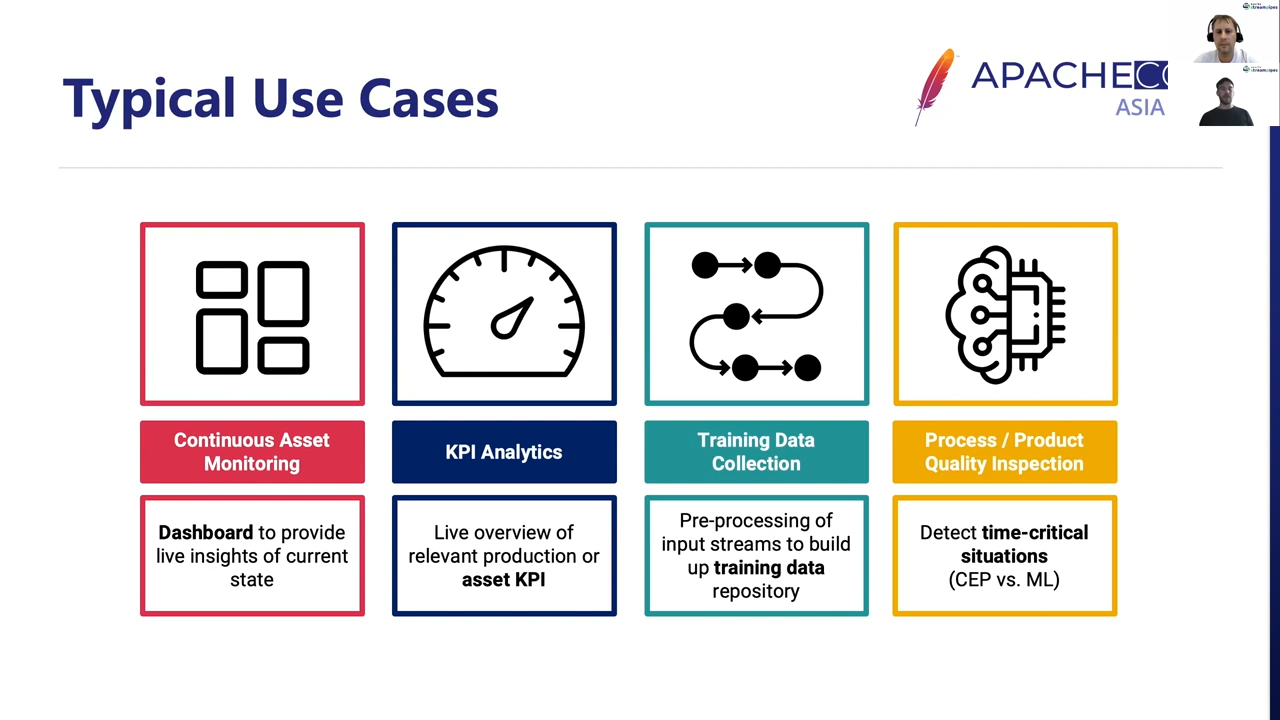 Typical Use Cases
APACHECO
ASIA
Continuous Asset
Monitoring
KPI Analytics
Training Data
Collection
Process / Product
Quality Inspection
Dashboard to provide
live insights of current
state
Live overview of
relevant production or
asset KPI
Pre-processing of
input streams to build
up training data
repository
Detect time-critical
situations
(CEP vs. ML)